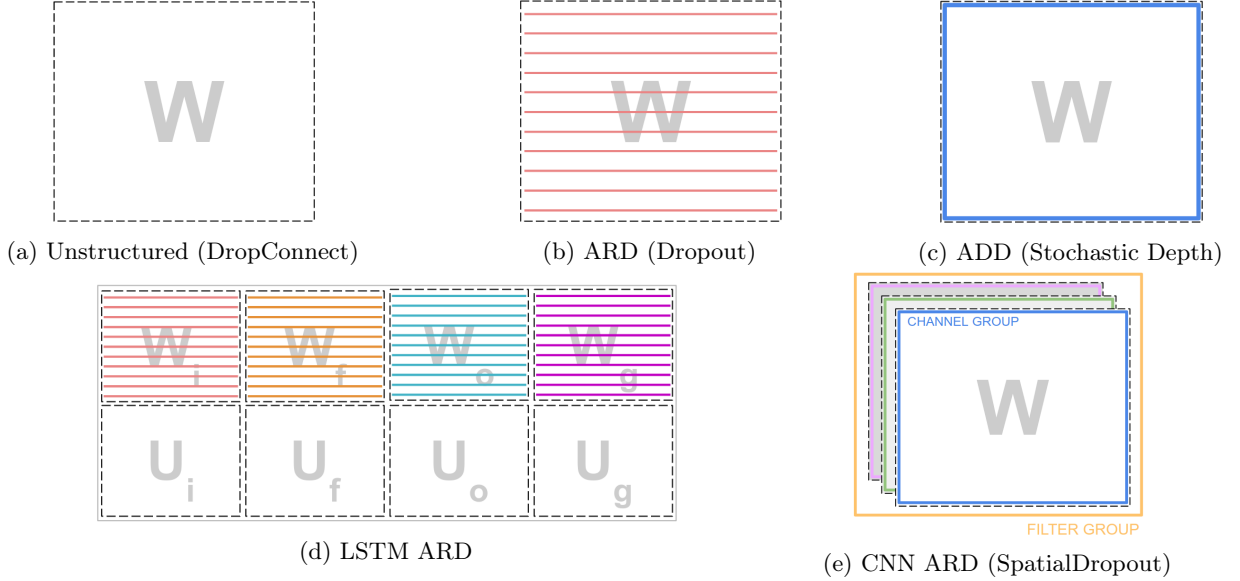 W
W
W
(a) Unstructured (DropConnect)
(b) ARD (Dropout)
(c) ADD (Stochastic Depth)
W i
W f
W o
W g
U i
U f
U o
U g
(d) LSTM ARD
CHANNEL GROUP
W
FILTER GROUP
(e) CNN ARD (SpatialDropout)